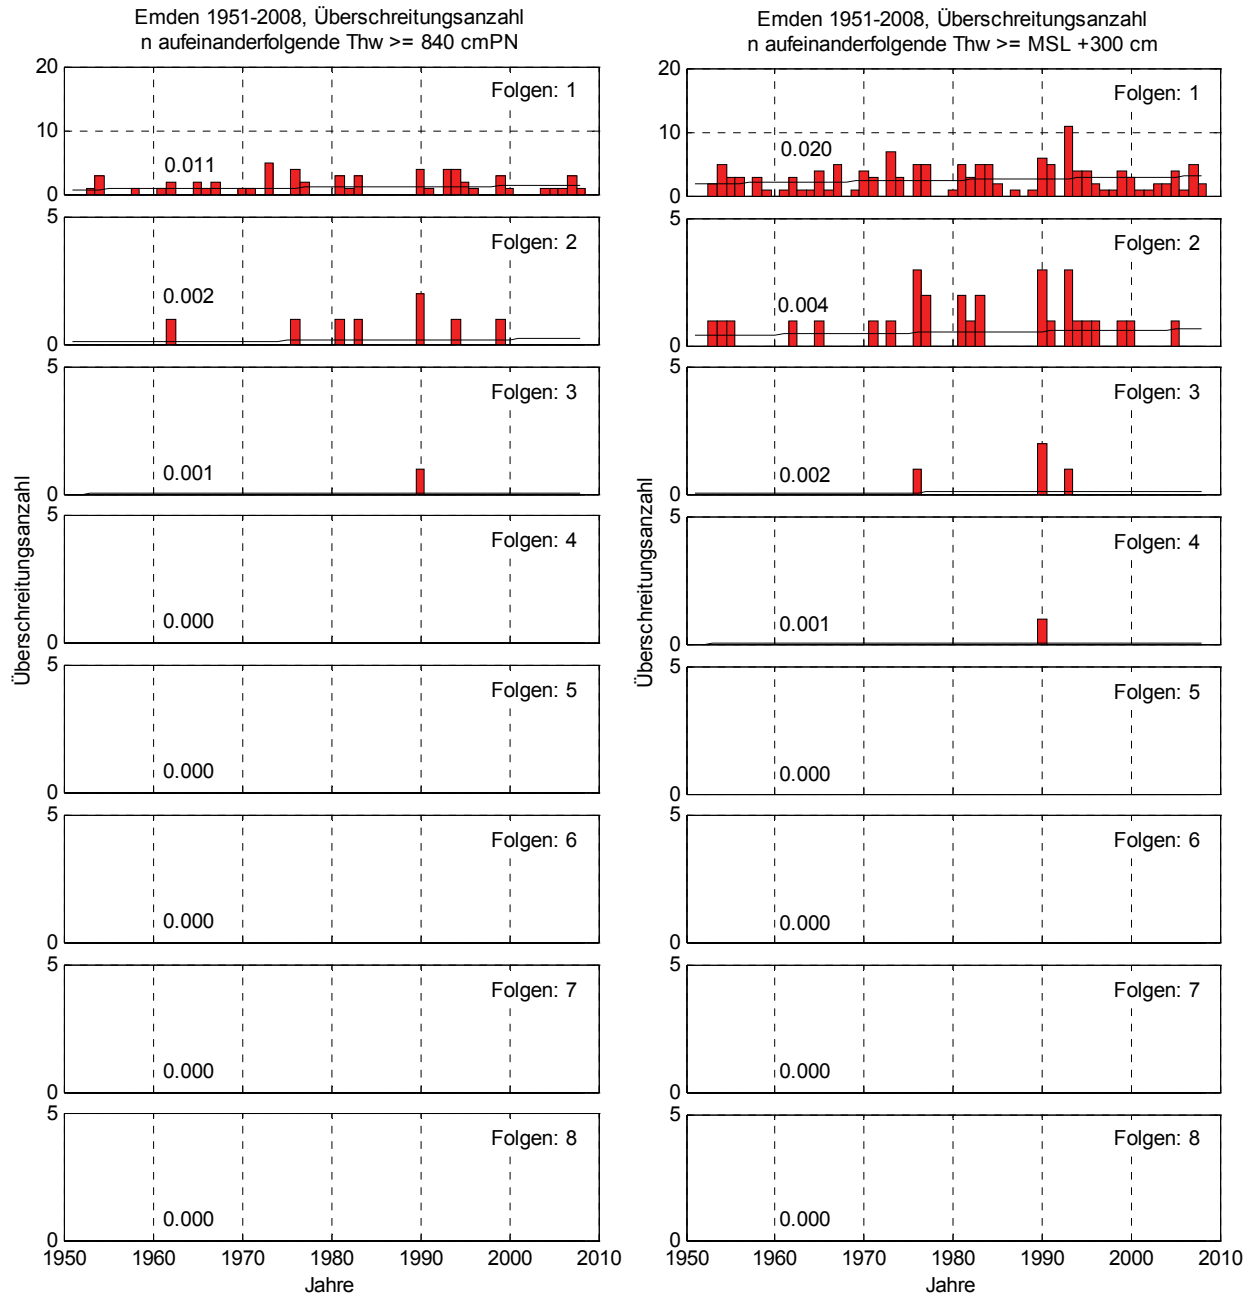 Emden 1951-2008, Überschreitungsanzahl
n aufeinanderfolgende Thw >= 840 cmPN
20
10
0
Folgen: 1
0.011
5
0
Folgen: 2
0.002
5
0
Folgen: 3
0.001
5
0
Folgen: 4
0.000
5
0
Folgen: 5
0.000
5
0
Folgen: 6
0.000
5
0
Folgen: 7
0.000
5
0
Folgen: 8
0.000
1950 1960 1970 1980 1990 2000 2010
Jahre
Überschreitungsanzahl
Emden 1951-2008, Überschreitungsanzahl
n aufeinanderfolgende Thw >= MSL +300 cm
20
10
0
Folgen: 1
0.020
5
0
Folgen: 2
0.004
5
0
Folgen: 3
0.002
5
0
Folgen: 4
0.001
5
0
Folgen: 5
0.000
5
0
Folgen: 6
0.000
5
0
Folgen: 7
0.000
5
0
Folgen: 8
0.000
1950 1960 1970 1980 1990 2000 2010
Jahre
Überschreitungsanzahl